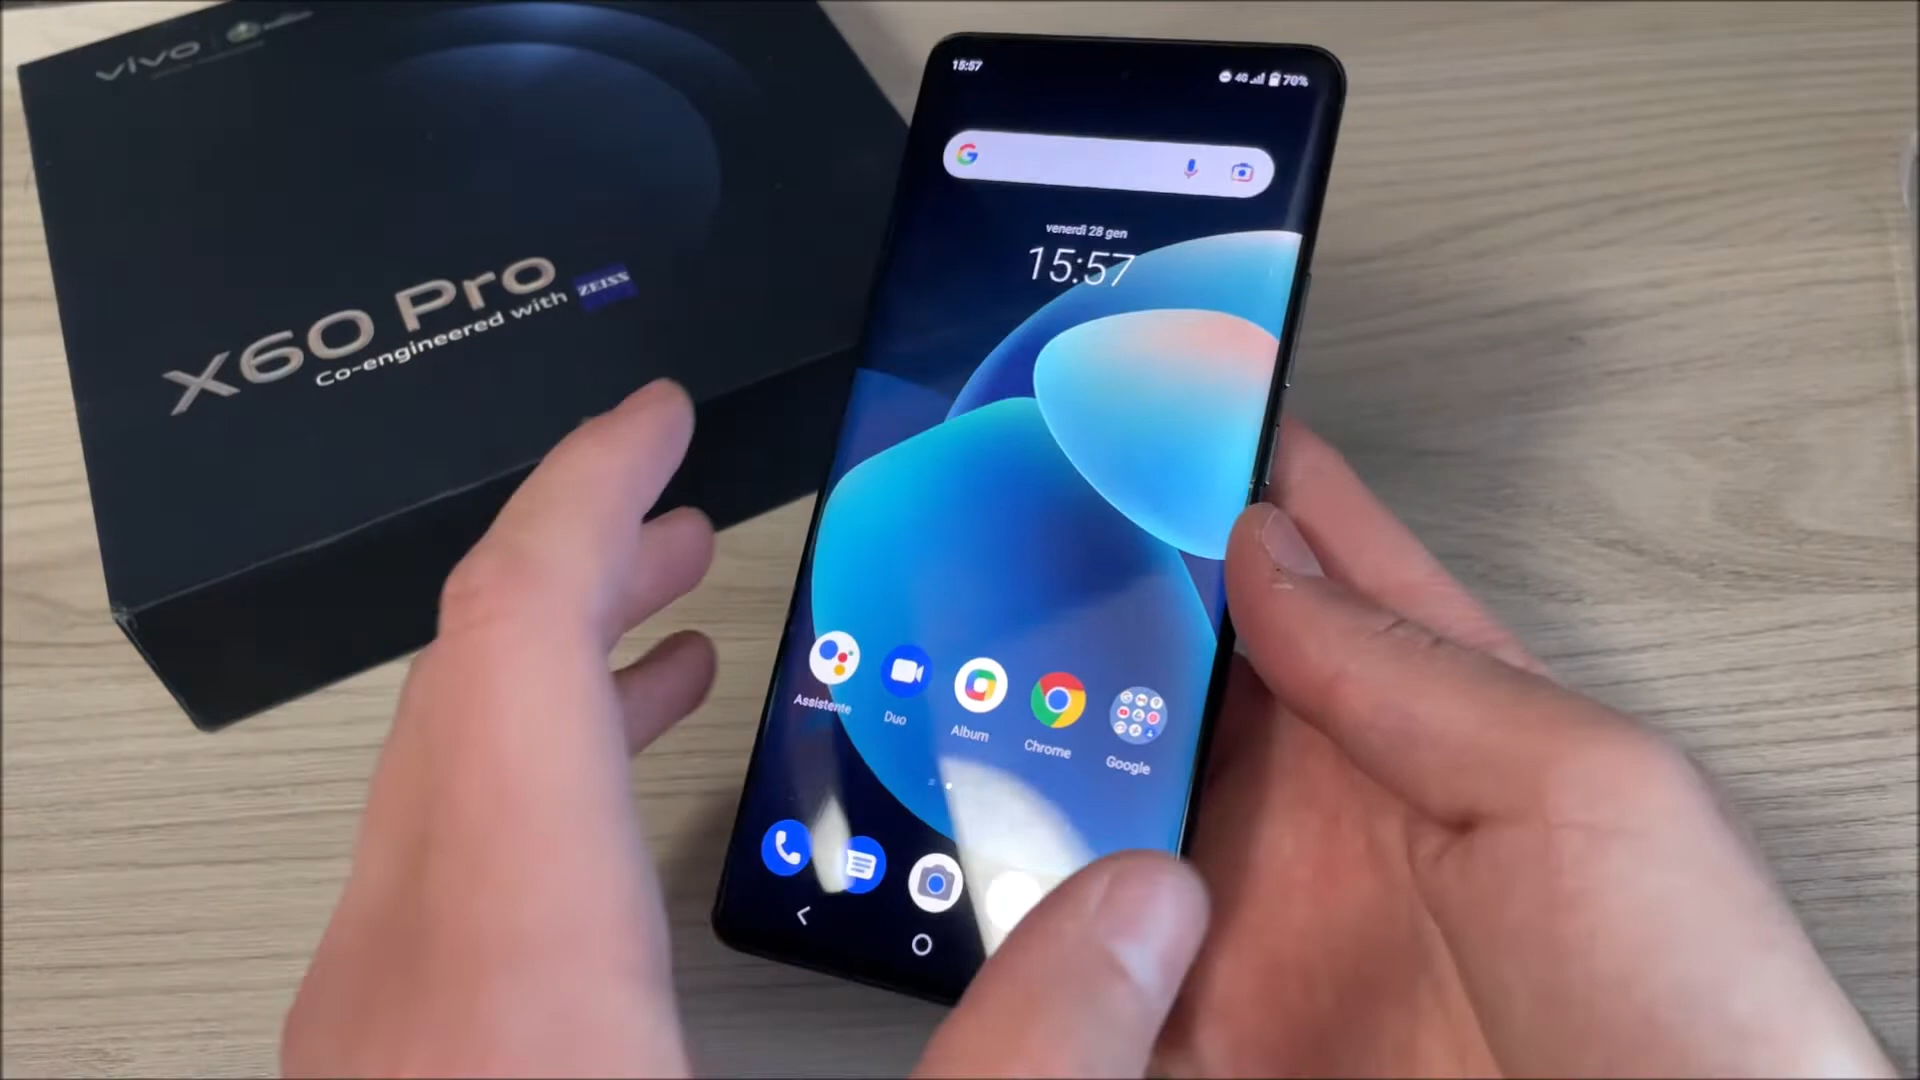 vivo
X60 Pro
Co-engineered with ZEISS
15:57
4G 70%
venerdì 28 gen
15:57
Assistente
Duo
Album
Chrome
Google